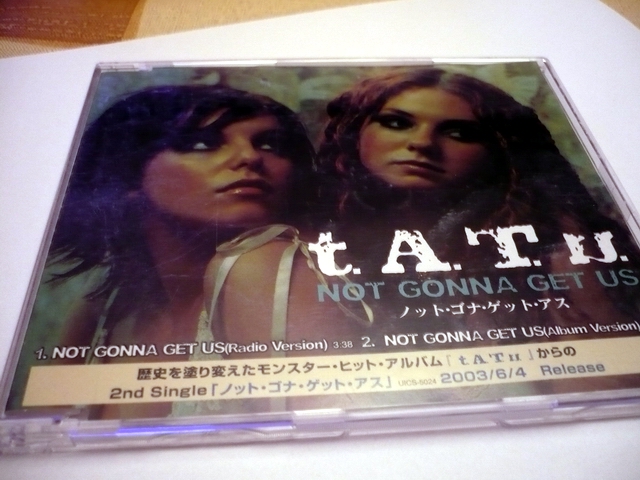 t.A.T.u.
NOT GONNA GET US
ノット・ゴナ・ゲット・アス
1. NOT GONNA GET US(Radio Version) 3:38 2. NOT GONNA GET US(Album Version)
歴史を塗り変えたモンスター・ヒット・アルバム「t.A.T.u.」からの
2nd Single「ノット・ゴナ・ゲット・アス」 UICS-5024 2003/6/4 Release